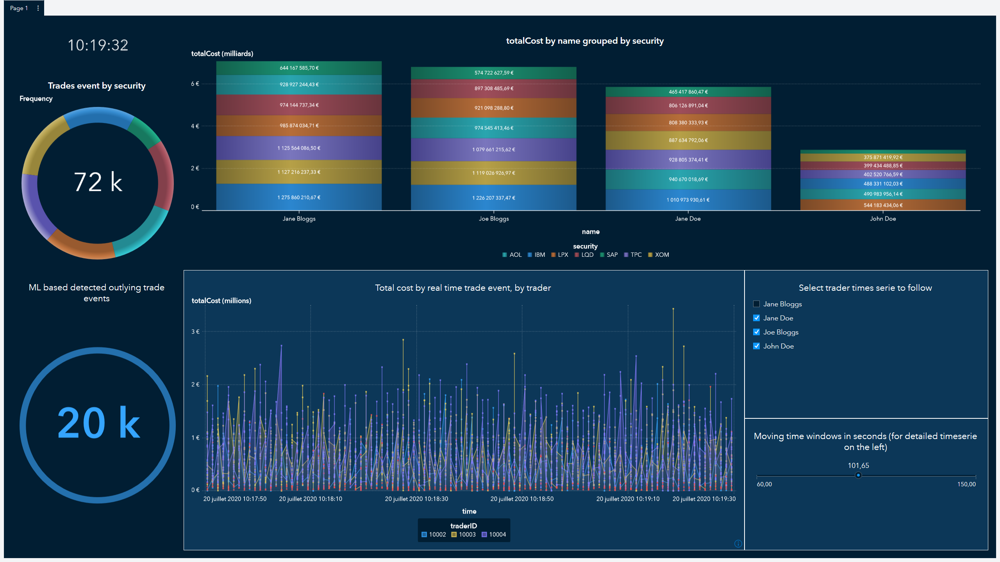 Page 1
10:19:32
Trades event by security
Frequency
72 k
totalCost by name grouped by security
totalCost (milliards)
6 €
4 €
2 €
0 €
644 167 585,70 €
928 927 244,43 €
974 144 737,34 €
985 874 034,71 €
1 125 564 086,50 €
1 127 216 237,33 €
1 275 860 210,67 €
574 722 627,59 €
897 308 485,69 €
921 098 288,80 €
974 545 413,46 €
1 079 661 215,62 €
1 119 026 926,97 €
1 226 207 337,47 €
465 417 860,47 €
806 126 891,04 €
808 380 333,93 €
887 634 792,06 €
928 805 374,41 €
940 670 018,69 €
1 010 973 930,61 €
375 871 419,92 €
399 434 488,85 €
402 520 766,59 €
488 331 102,03 €
490 983 956,14 €
544 183 434,06 €
Jane Bloggs
Joe Bloggs
Jane Doe
John Doe
name
security
AOL IBM LPX LQD SAP TPC XOM
ML based detected outlying trade
events
20 k
Total cost by real time trade event, by trader
totalCost (millions)
3 €
2 €
1 €
0 €
20 juillet 2020 10:17:50
20 juillet 2020 10:18:10
20 juillet 2020 10:18:30
20 juillet 2020 10:18:50
20 juillet 2020 10:19:10
20 juillet 2020 10:19:30
time
traderID
10002 10003 10004
Select trader times serie to follow
Jane Bloggs
Jane Doe
Joe Bloggs
John Doe
Moving time windows in seconds (for detailed timeserie
on the left)
101,65
60,00
150,00